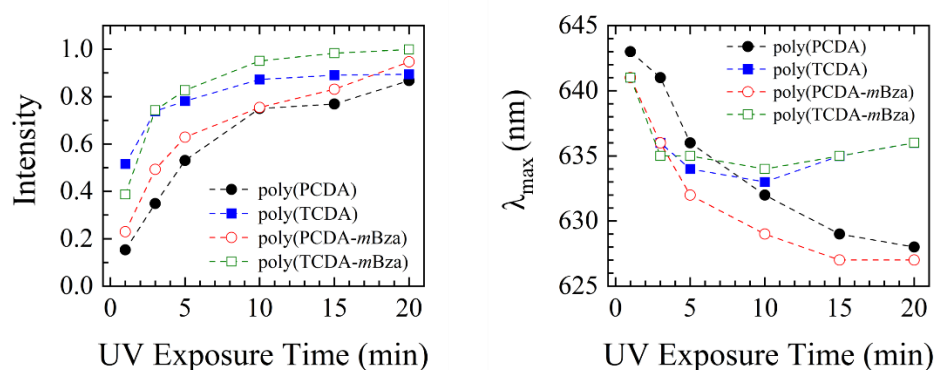 Intensity
1.0
0.8
0.6
0.4
0.2
0.0
poly(PCDA)
poly(TCDA)
poly(PCDA-mBza)
poly(TCDA-mBza)
0 5 10 15 20
UV Exposure Time (min)
λmax (nm)
645
640
635
630
625
poly(PCDA)
poly(TCDA)
poly(PCDA-mBza)
poly(TCDA-mBza)
0 5 10 15 20
UV Exposure Time (min)